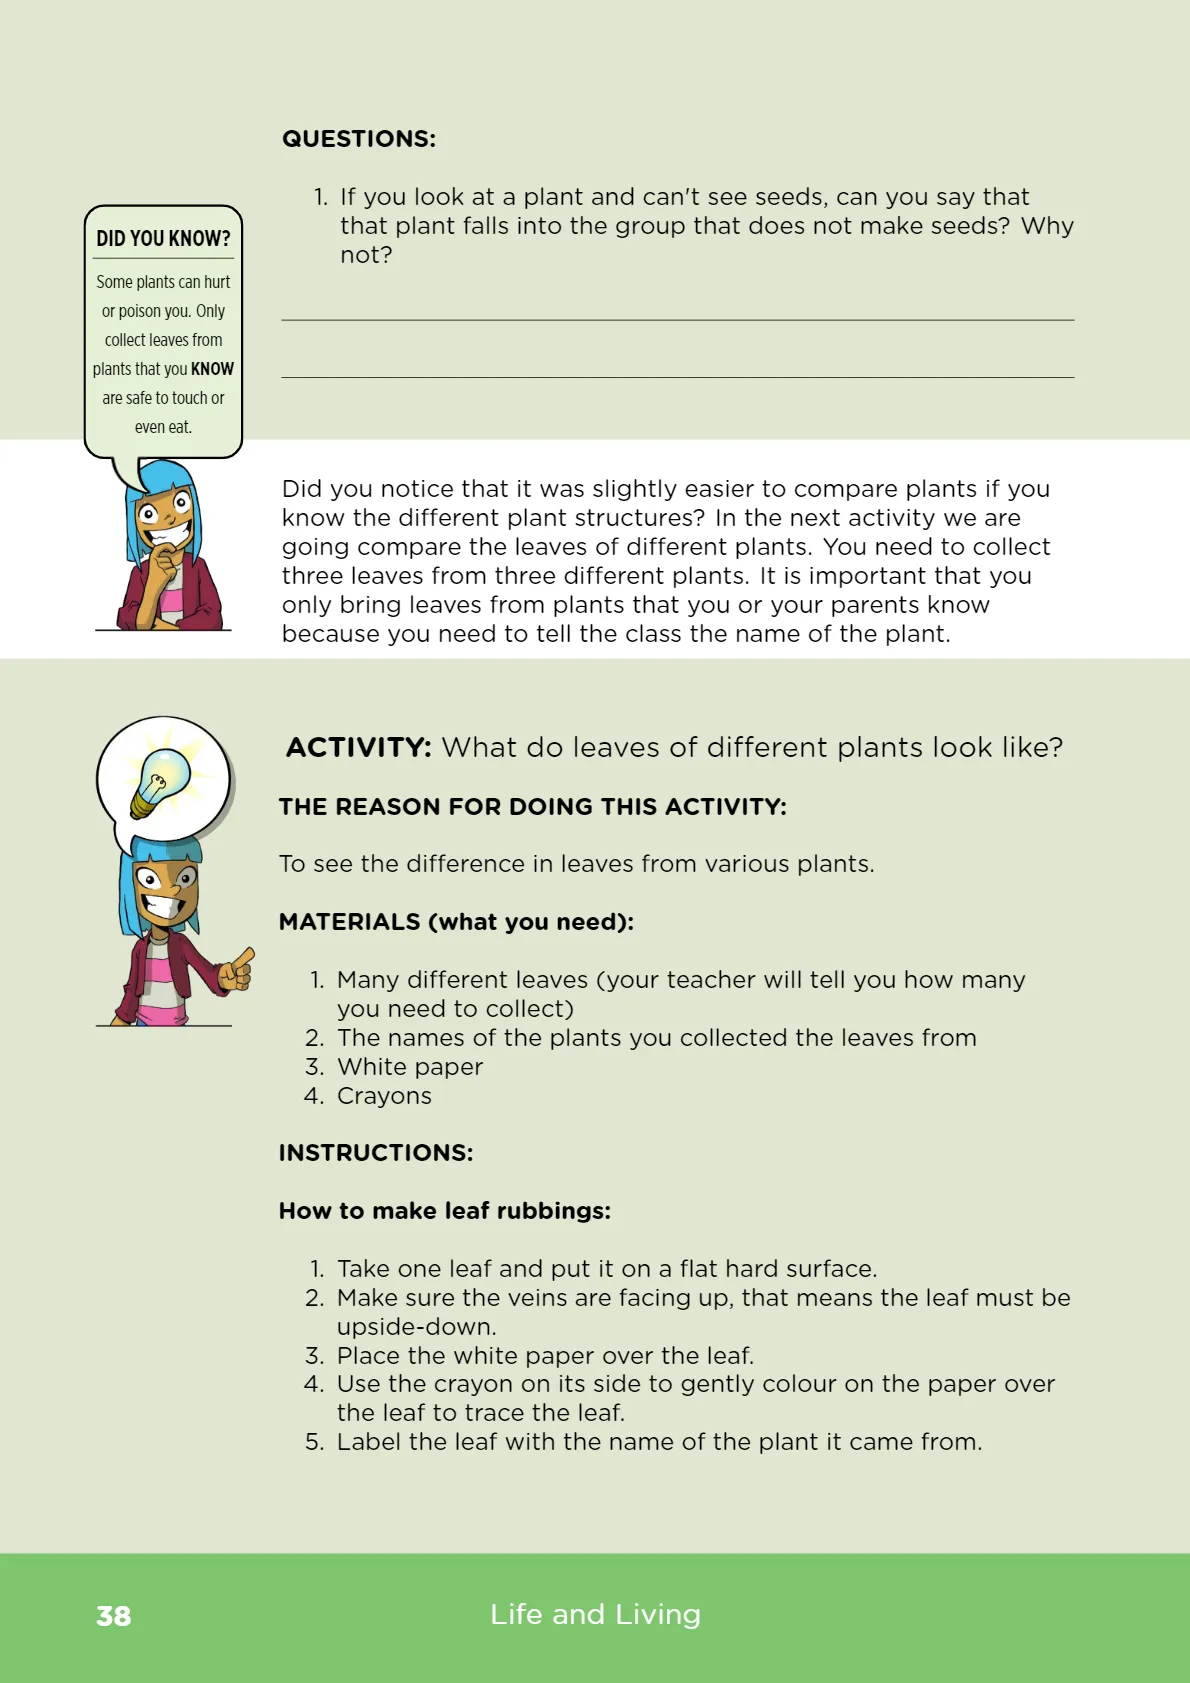 QUESTIONS:
1. If you look at a plant and can't see seeds, can you say that
that plant falls into the group that does not make seeds? Why
not?
DID YOU KNOW?
Some plants can hurt
or poison you. Only
collect leaves from
plants that you KNOW
are safe to touch or
even eat.
Did you notice that it was slightly easier to compare plants if you
know the different plant structures? In the next activity we are
going compare the leaves of different plants. You need to collect
three leaves from three different plants. It is important that you
only bring leaves from plants that you or your parents know
because you need to tell the class the name of the plant.
ACTIVITY: What do leaves of different plants look like?
THE REASON FOR DOING THIS ACTIVITY:
To see the difference in leaves from various plants.
MATERIALS (what you need):
1. Many different leaves (your teacher will tell you how many
you need to collect)
2. The names of the plants you collected the leaves from
3. White paper
4. Crayons
INSTRUCTIONS:
How to make leaf rubbings:
1. Take one leaf and put it on a flat hard surface.
2. Make sure the veins are facing up, that means the leaf must be
upside-down.
3. Place the white paper over the leaf.
4. Use the crayon on its side to gently colour on the paper over
the leaf to trace the leaf.
5. Label the leaf with the name of the plant it came from.
38
Life and Living